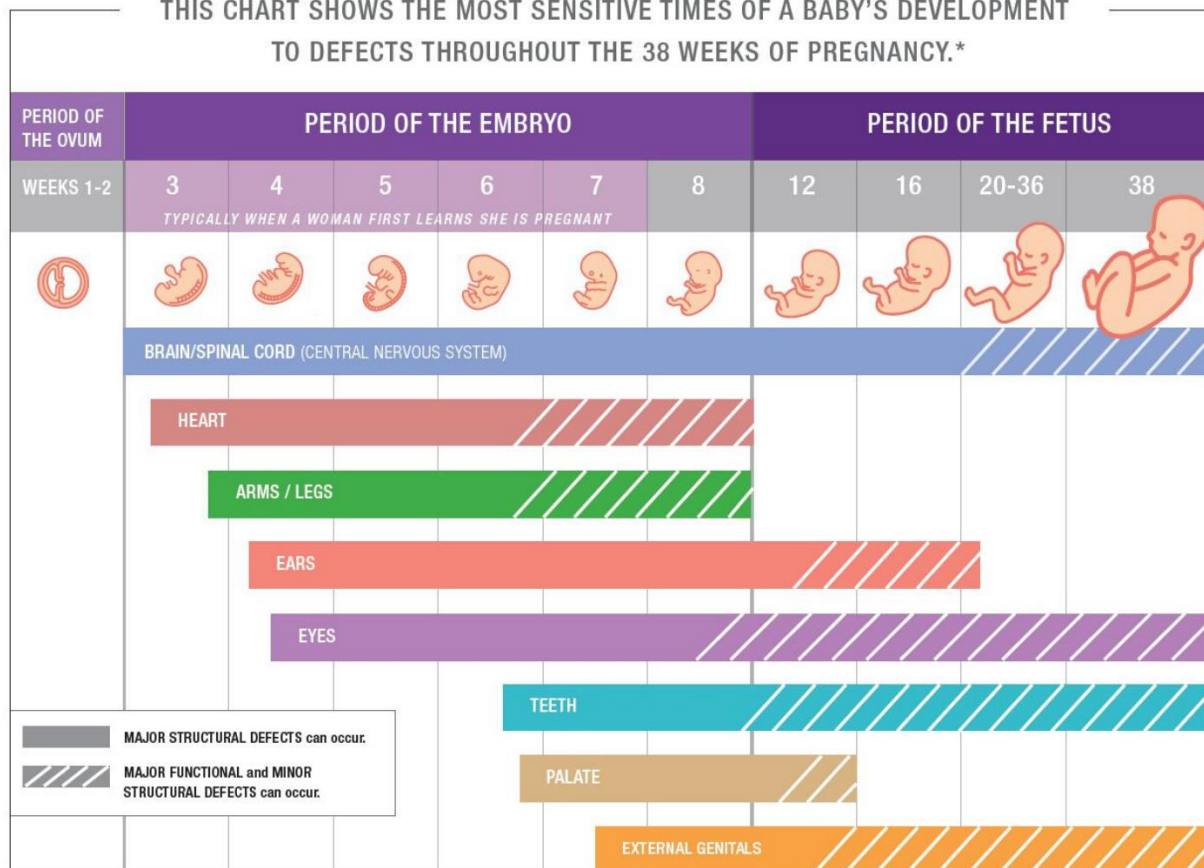 THIS CHART SHOWS THE MOST SENSITIVE TIMES OF A BABY'S DEVELOPMENT
TO DEFECTS THROUGHOUT THE 38 WEEKS OF PREGNANCY.*
PERIOD OF
THE OVUM
PERIOD OF THE EMBRYO
PERIOD OF THE FETUS
WEEKS 1-2
3
4
5
6
7
8
12
16
20-36
38
TYPICALLY WHEN A WOMAN FIRST LEARNS SHE IS PREGNANT
BRAIN/SPINAL CORD (CENTRAL NERVOUS SYSTEM)
HEART
ARMS / LEGS
EARS
EYES
TEETH
PALATE
EXTERNAL GENITALS
MAJOR STRUCTURAL DEFECTS can occur.
MAJOR FUNCTIONAL and MINOR
STRUCTURAL DEFECTS can occur.